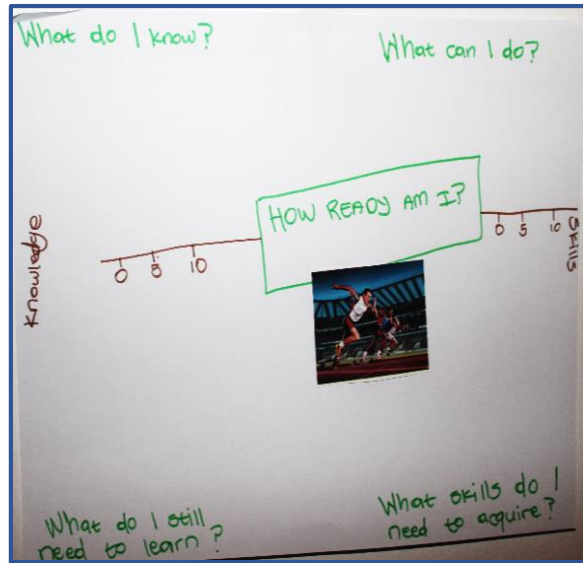 What do I know?
What can I do?
HOW READY AM I?
Knowledge
0 5 10
0 5 10
Skills
What do I still
need to learn?
What skills do I
need to acquire?